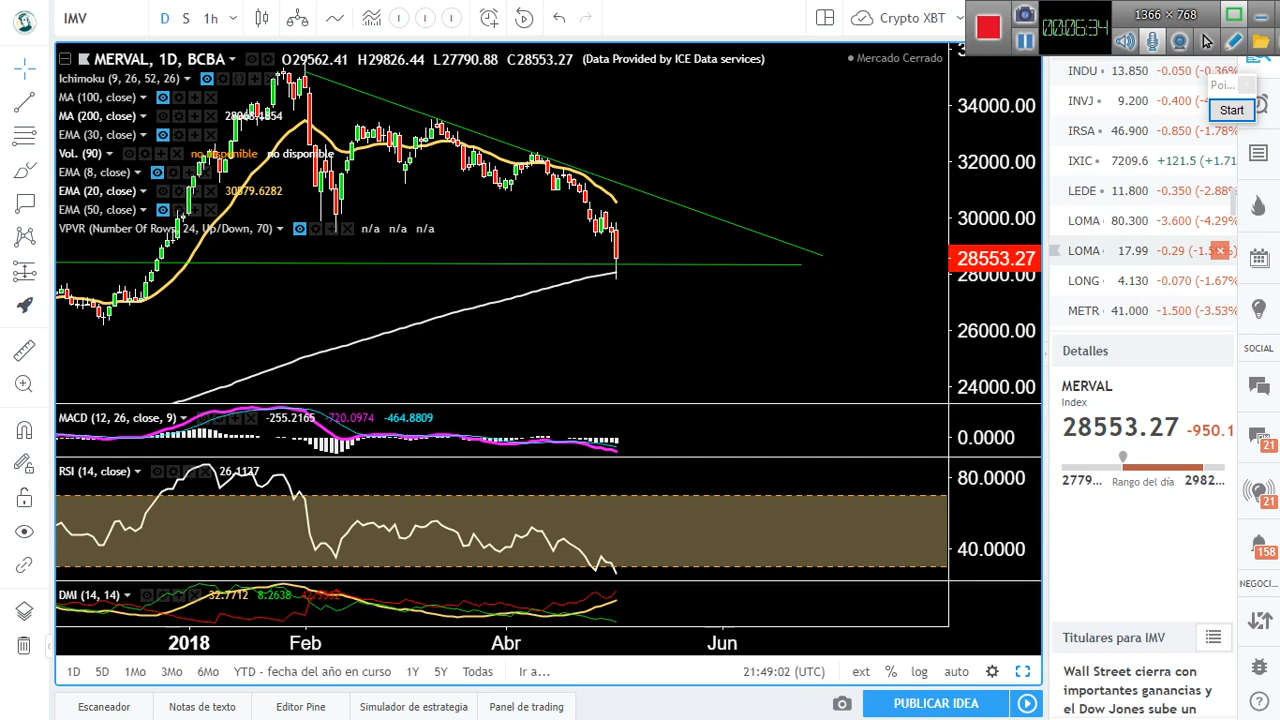 IMV D S 1h Crypto XBT
00:06:34 1366 × 768
MERVAL, 1D, BCBA O29562.41 H29826.44 L27790.88 C28553.27 (Data Provided by ICE Data services)
Mercado Cerrado
Ichimoku (9, 26, 52, 26)
MA (100, close)
MA (200, close)
EMA (30, close)
Vol. (90) no disponible no disponible
EMA (8, close)
EMA (20, close) 30579.6282
EMA (50, close)
VPVR (Number Of Rows, 24, Up/Down, 70) n/a n/a n/a
34000.00
32000.00
30000.00
28553.27
28000.00
26000.00
24000.00
MACD (12, 26, close, 9) -255.2165 -720.0974 -464.8809
0.0000
RSI (14, close) 26.1127
80.0000
40.0000
DMI (14, 14) 32.7712 8.2638
2018 Feb Abr Jun
1D 5D 1Mo 3Mo 6Mo YTD - fecha del año en curso 1Y 5Y Todas Ir a... 21:49:02 (UTC) ext % log auto
Escaneador Notas de texto Editor Pine Simulador de estrategia Panel de trading PUBLICAR IDEA
INDU 13.850 -0.050 (-0.36%
Poi...
Start
INVJ 9.200
IRSA 46.900 -0.850 (-1.78%
IXIC 7209.6 +121.5 (+1.71
LEDE 11.800 -0.350 (-2.88%
LOMA 80.300 -3.600 (-4.29%
LOMA 17.99 -0.29
LONG 4.130 -0.070 (-1.67%
METR 41.000 -1.500 (-3.53%
Detalles
MERVAL
Index
28553.27 -950.1
2779... Rango del día 2982...
Titulares para IMV
Wall Street cierra con
importantes ganancias y
el Dow Jones sube un
SOCIAL
21
21
158
NEGOCI